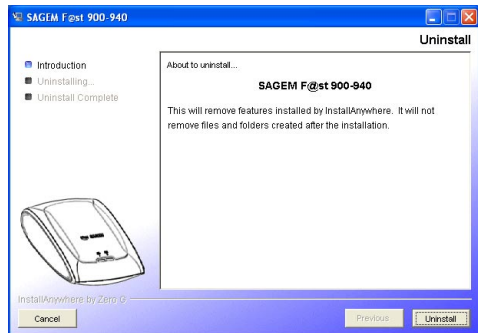 SAGEM F@st 900-940
Uninstall
Introduction
Uninstalling...
Uninstall Complete
About to uninstall...
SAGEM F@st 900-940
This will remove features installed by InstallAnywhere. It will not
remove files and folders created after the installation.
InstallAnywhere by Zero G
Cancel
Previous
Uninstall